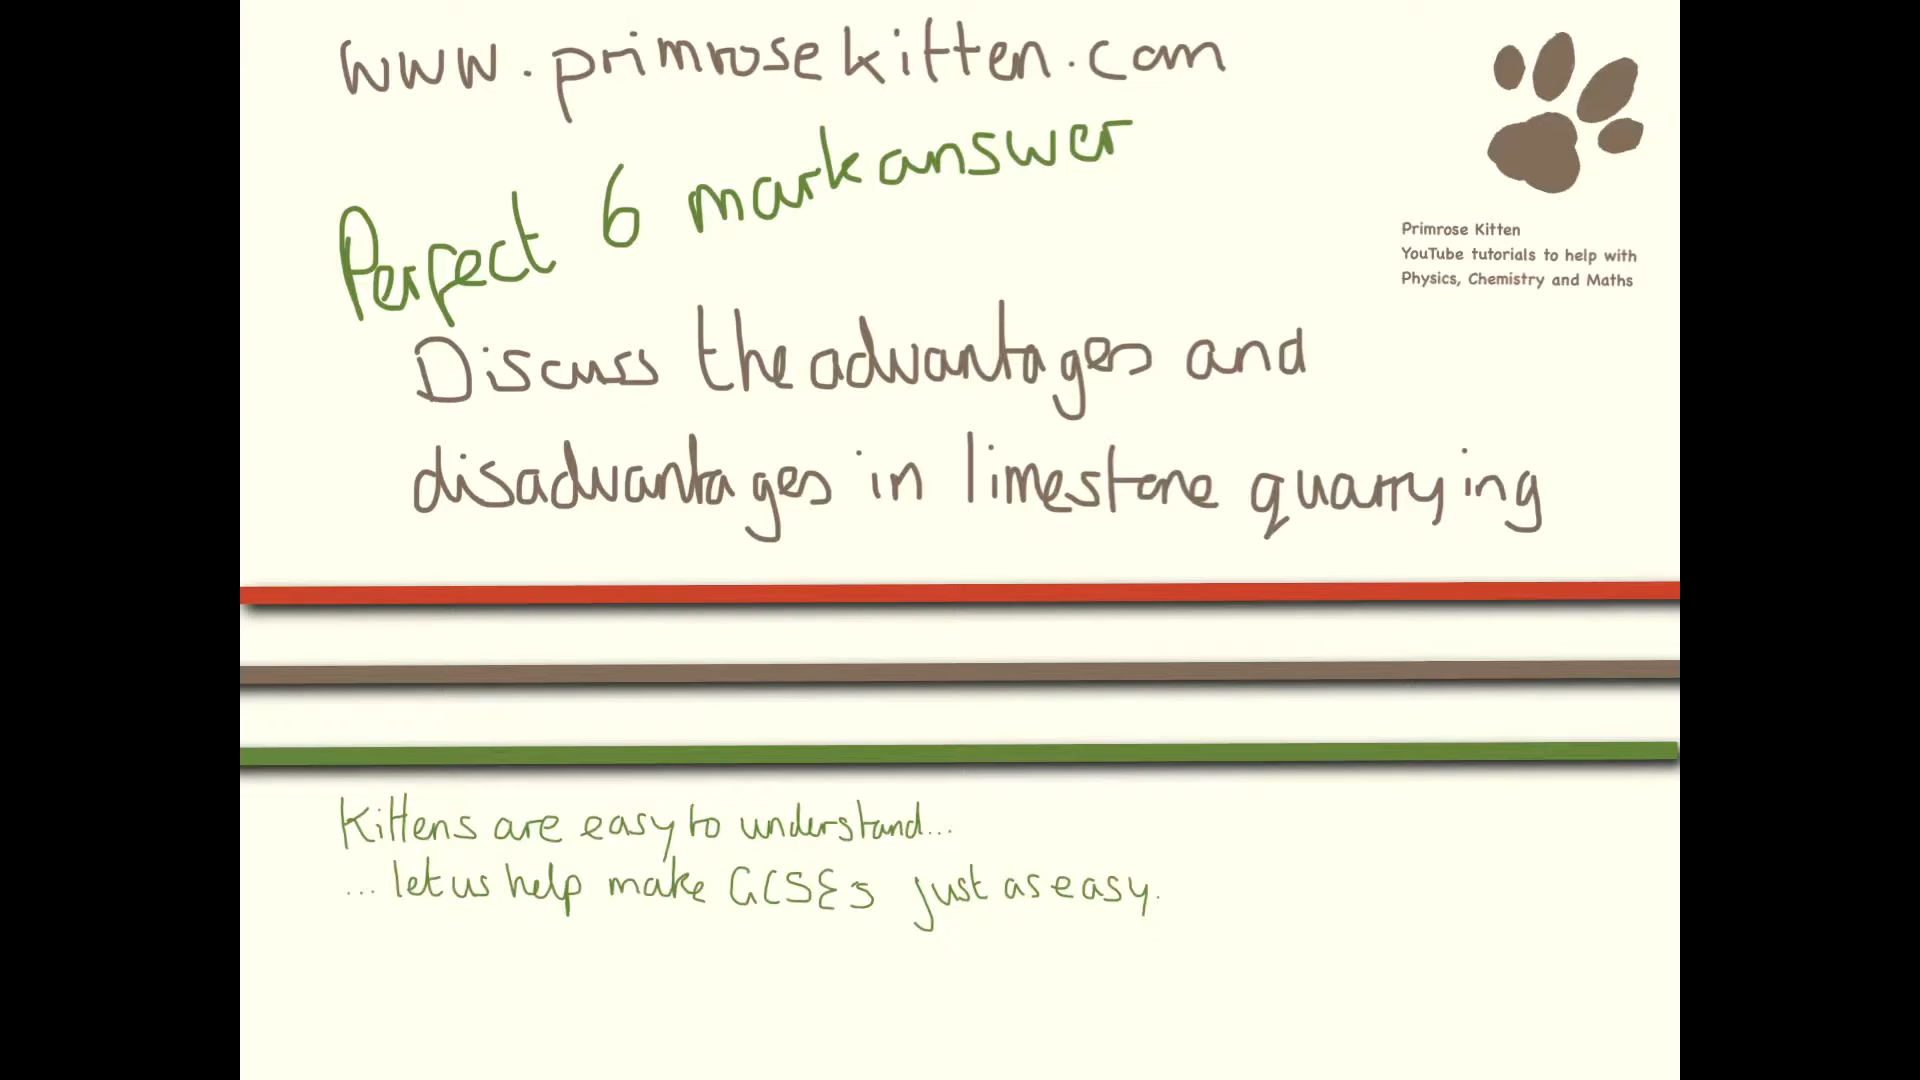 www.primrosekitten.com
Perfect 6 mark answer
Primrose Kitten
YouTube tutorials to help with
Physics, Chemistry and Maths
Discuss the advantages and
disadvantages in limestone quarrying
Kittens are easy to understand...
...let us help make GCSEs just as easy.